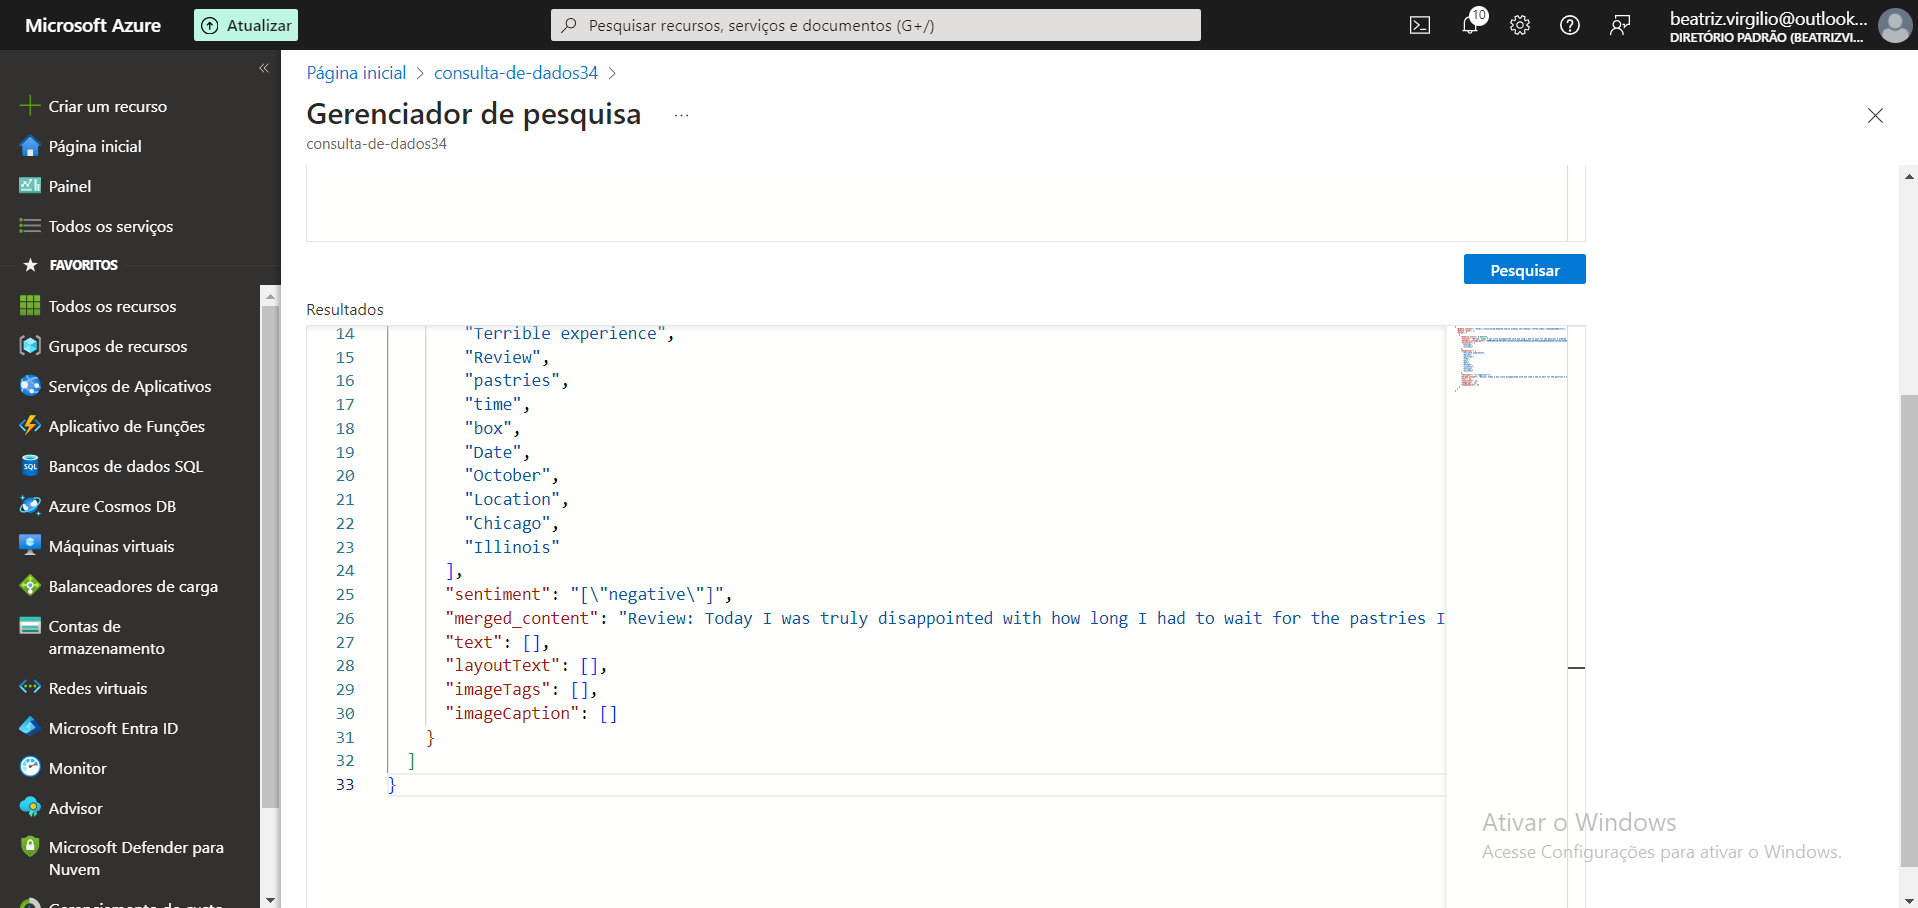 Microsoft Azure
Atualizar
Pesquisar recursos, serviços e documentos (G+/)
10
beatriz.virgilio@outlook...
DIRETÓRIO PADRÃO (BEATRIZVI...
Criar um recurso
Página inicial
Painel
Todos os serviços
FAVORITOS
Todos os recursos
Grupos de recursos
Serviços de Aplicativos
Aplicativo de Funções
Bancos de dados SQL
Azure Cosmos DB
Máquinas virtuais
Balanceadores de carga
Contas de
armazenamento
Redes virtuais
Microsoft Entra ID
Monitor
Advisor
Microsoft Defender para
Nuvem
Página inicial > consulta-de-dados34 >
Gerenciador de pesquisa ...
consulta-de-dados34
Pesquisar
Resultados
14 "Terrible experience",
15 "Review",
16 "pastries",
17 "time",
18 "box",
19 "Date",
20 "October",
21 "Location",
22 "Chicago",
23 "Illinois"
24 ],
25 "sentiment": "[\"negative\"]",
26 "merged_content": "Review: Today I was truly disappointed with how long I had to wait for the pastries I
27 "text": [],
28 "layoutText": [],
29 "imageTags": [],
30 "imageCaption": []
31 }
32 ]
33 }
Ativar o Windows
Acesse Configurações para ativar o Windows.